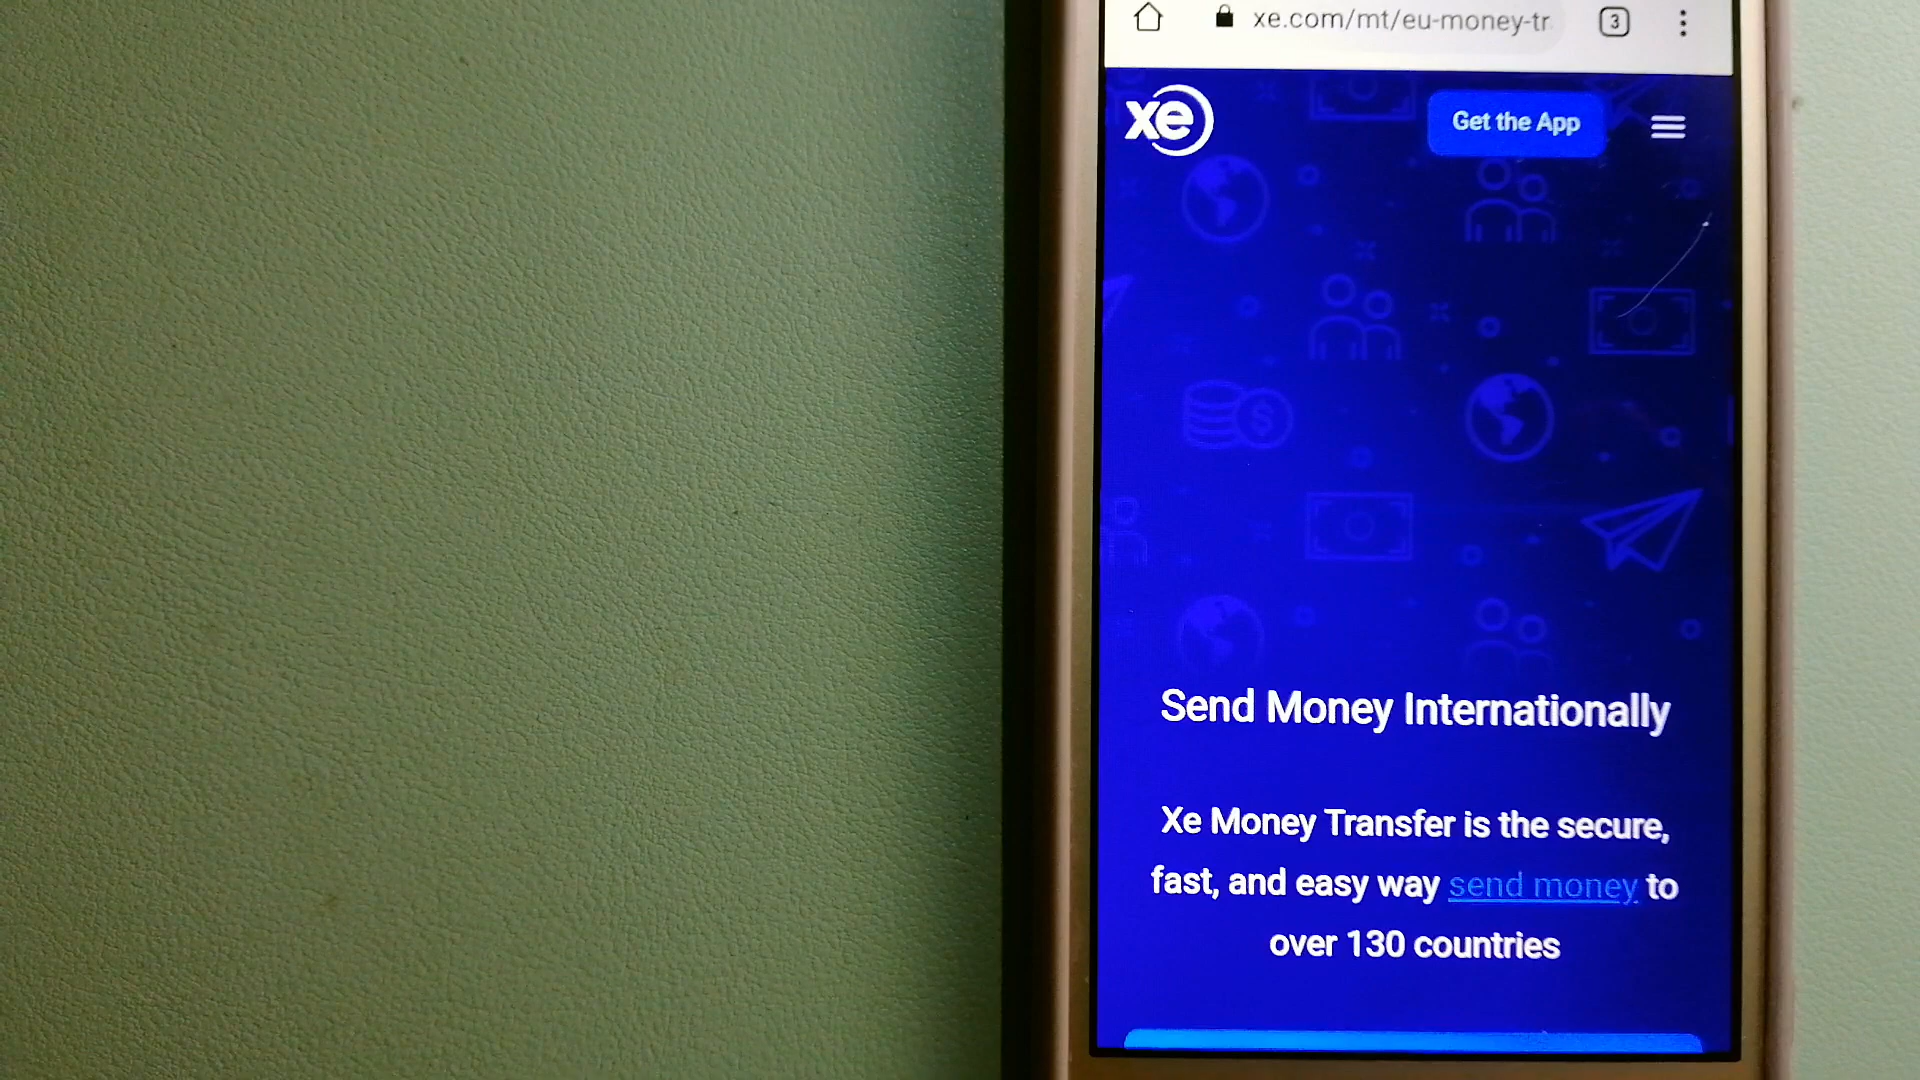 xe.com/mt/eu-money-tr
3
xe
Get the App
$
Send Money Internationally
Xe Money Transfer is the secure,
fast, and easy way send money to
over 130 countries